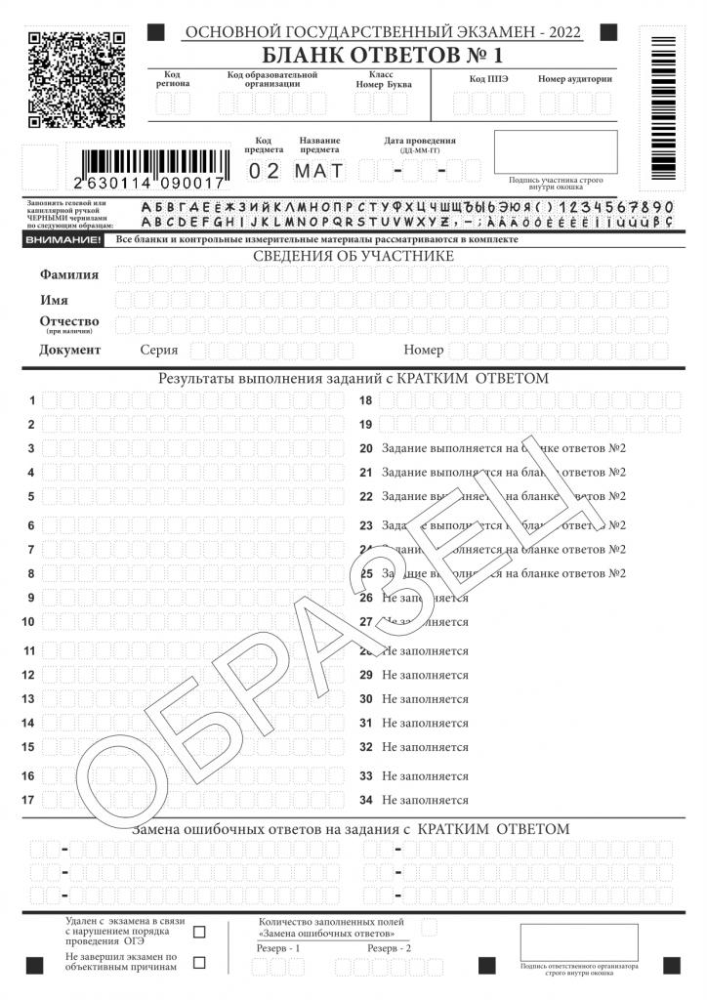 ОСНОВНОЙ ГОСУДАРСТВЕННЫЙ ЭКЗАМЕН - 2022
БЛАНК ОТВЕТОВ № 1
Код региона
Код образовательной организации
Класс
Номер Буква
Код ППЭ
Номер аудитории
2 630114 090017
Код предмета
02
Название предмета
МАТ
Дата проведения
(ДД-ММ-ГГ)
- -
Подпись участника строго
внутри окошка
Заполнять гелевой или
капиллярной ручкой
ЧЕРНЫМИ чернилами
по следующим образцам:
АБВГДЕЁЖЗИЙКЛМНОПРСТУФХЦЧШЩЪЫЬЭЮЯ()1234567890
ABCDEFGHIJKLMNOPQRSTUVWXYZ,-;
ВНИМАНИЕ! Все бланки и контрольные измерительные материалы рассматриваются в комплекте
СВЕДЕНИЯ ОБ УЧАСТНИКЕ
Фамилия
Имя
Отчество
(при наличии)
Документ Серия Номер
Результаты выполнения заданий с КРАТКИМ ОТВЕТОМ
1 18
2 19
3 20 Задание выполняется на бланке ответов №2
4 21 Задание выполняется на бланке ответов №2
5 22 Задание выполняется на бланке ответов №2
6 23 Задание выполняется на бланке ответов №2
7 24 Задание выполняется на бланке ответов №2
8 25 Задание выполняется на бланке ответов №2
9 26 Не заполняется
10 27 Не заполняется
11 28 Не заполняется
12 29 Не заполняется
13 30 Не заполняется
14 31 Не заполняется
15 32 Не заполняется
16 33 Не заполняется
17 34 Не заполняется
ОБРАЗЕЦ
Замена ошибочных ответов на задания с КРАТКИМ ОТВЕТОМ
- -
- -
- -
Удален с экзамена в связи
с нарушением порядка
проведения ОГЭ
Не завершил экзамен по
объективным причинам
Количество заполненных полей
«Замена ошибочных ответов»
Резерв - 1 Резерв - 2
Подпись ответственного организатора
строго внутри окошка